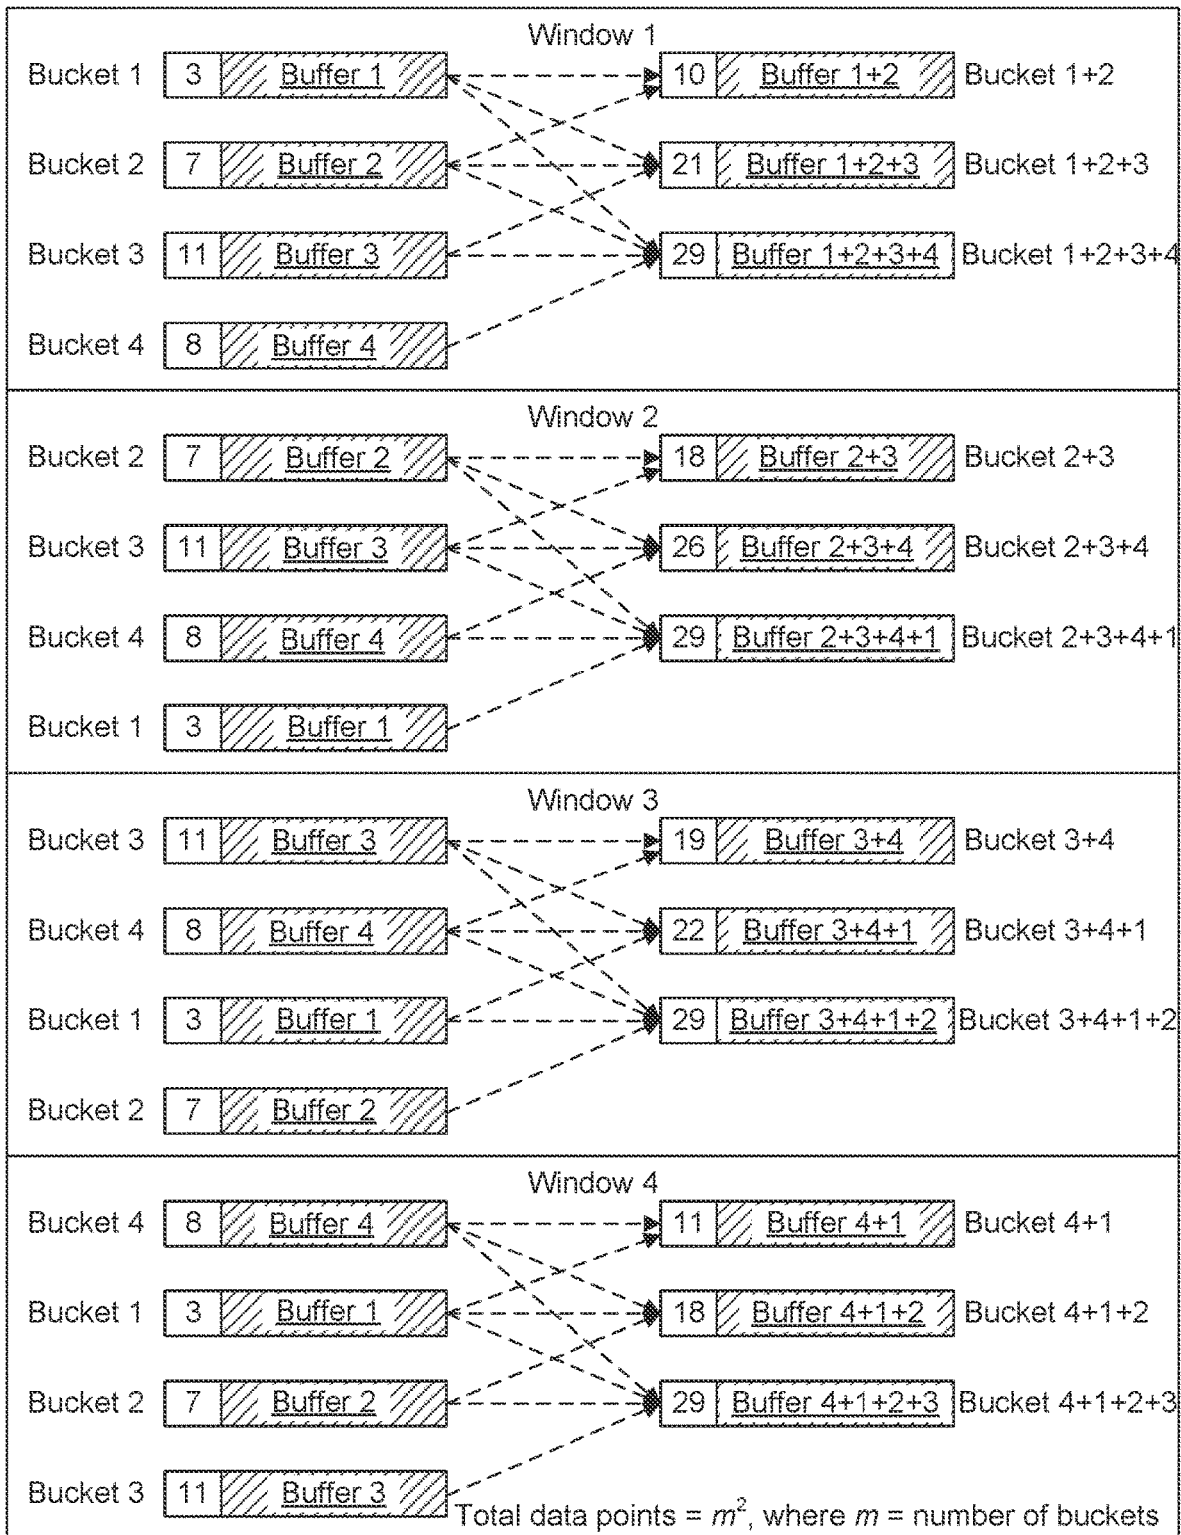 Window 1
Bucket 1 3 Buffer 1 10 Buffer 1+2 Bucket 1+2
Bucket 2 7 Buffer 2 21 Buffer 1+2+3 Bucket 1+2+3
Bucket 3 11 Buffer 3 29 Buffer 1+2+3+4 Bucket 1+2+3+4
Bucket 4 8 Buffer 4
Window 2
Bucket 2 7 Buffer 2 18 Buffer 2+3 Bucket 2+3
Bucket 3 11 Buffer 3 26 Buffer 2+3+4 Bucket 2+3+4
Bucket 4 8 Buffer 4 29 Buffer 2+3+4+1 Bucket 2+3+4+1
Bucket 1 3 Buffer 1
Window 3
Bucket 3 11 Buffer 3 19 Buffer 3+4 Bucket 3+4
Bucket 4 8 Buffer 4 22 Buffer 3+4+1 Bucket 3+4+1
Bucket 1 3 Buffer 1 29 Buffer 3+4+1+2 Bucket 3+4+1+2
Bucket 2 7 Buffer 2
Window 4
Bucket 4 8 Buffer 4 11 Buffer 4+1 Bucket 4+1
Bucket 1 3 Buffer 1 18 Buffer 4+1+2 Bucket 4+1+2
Bucket 2 7 Buffer 2 29 Buffer 4+1+2+3 Bucket 4+1+2+3
Bucket 3 11 Buffer 3
Total data points = m², where m = number of buckets